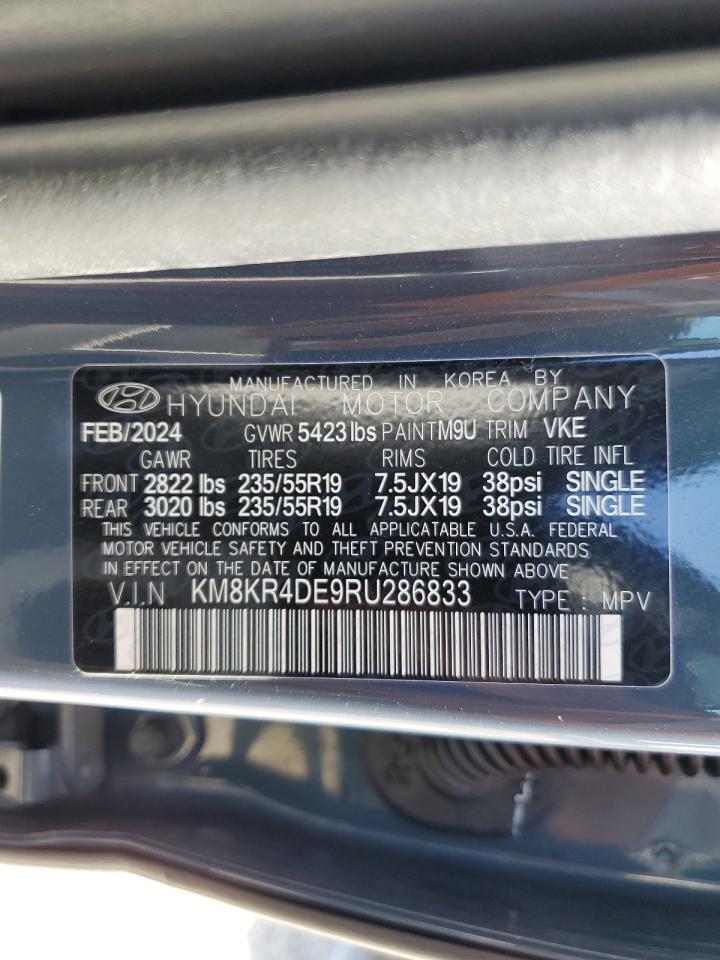 MANUFACTURED IN KOREA BY
HYUNDAI MOTOR COMPANY
FEB/2024 GVWR 5423 lbs PAINT M9U TRIM VKE
GAWR TIRES RIMS COLD TIRE INFL
FRONT 2822 lbs 235/55R19 7.5JX19 38psi SINGLE
REAR 3020 lbs 235/55R19 7.5JX19 38psi SINGLE
THIS VEHICLE CONFORMS TO ALL APPLICATABLE U.S.A. FEDERAL
MOTOR VEHICLE SAFETY AND THEFT PREVENTION STANDARDS
IN EFFECT ON THE DATE OF MANUFACTURE SHOWN ABOVE
V.I.N KM8KR4DE9RU286833 TYPE : MPV